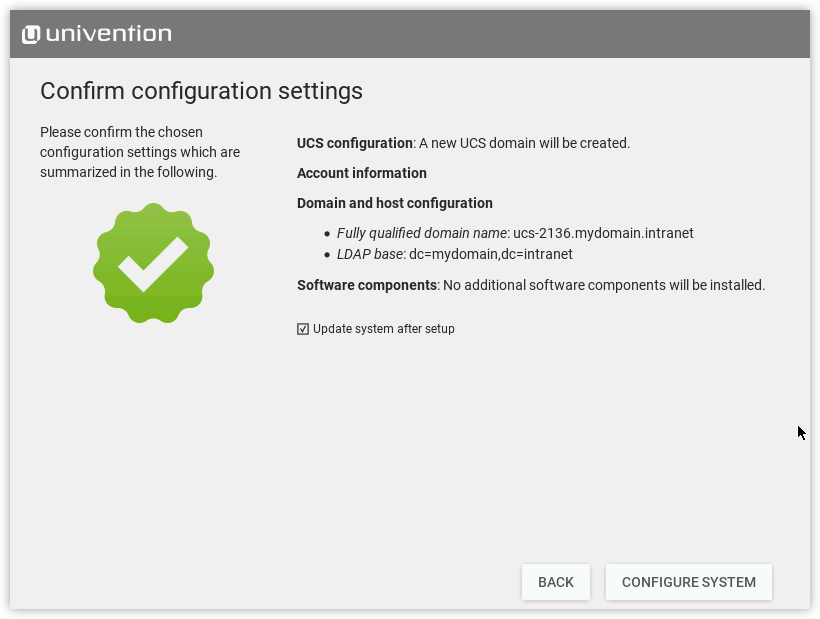 univention
Confirm configuration settings
Please confirm the chosen
configuration settings which are
summarized in the following.
UCS configuration: A new UCS domain will be created.
Account information
Domain and host configuration
• Fully qualified domain name: ucs-2136.mydomain.intranet
• LDAP base: dc=mydomain,dc=intranet
Software components: No additional software components will be installed.
Update system after setup
BACK
CONFIGURE SYSTEM